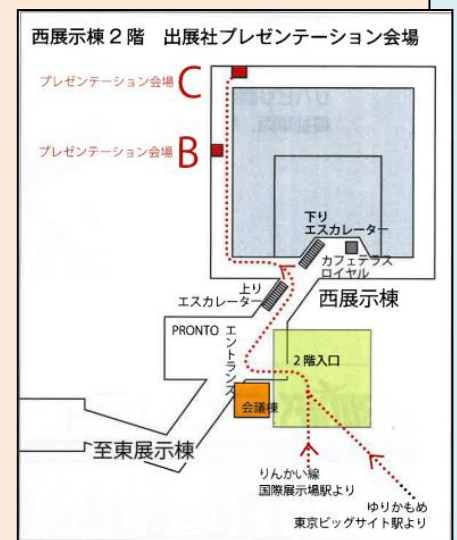 西展示棟2階 出展社プレゼンテーション会場
プレゼンテーション会場 C
プレゼンテーション会場 B
下り
エスカレーター
カフェテラス
ロイヤル
上り
エスカレーター
西展示棟
PRONTO
エントランス
2階入口
会議棟
至東展示棟
りんかい線
国際展示場駅より
ゆりかもめ
東京ビッグサイト駅より